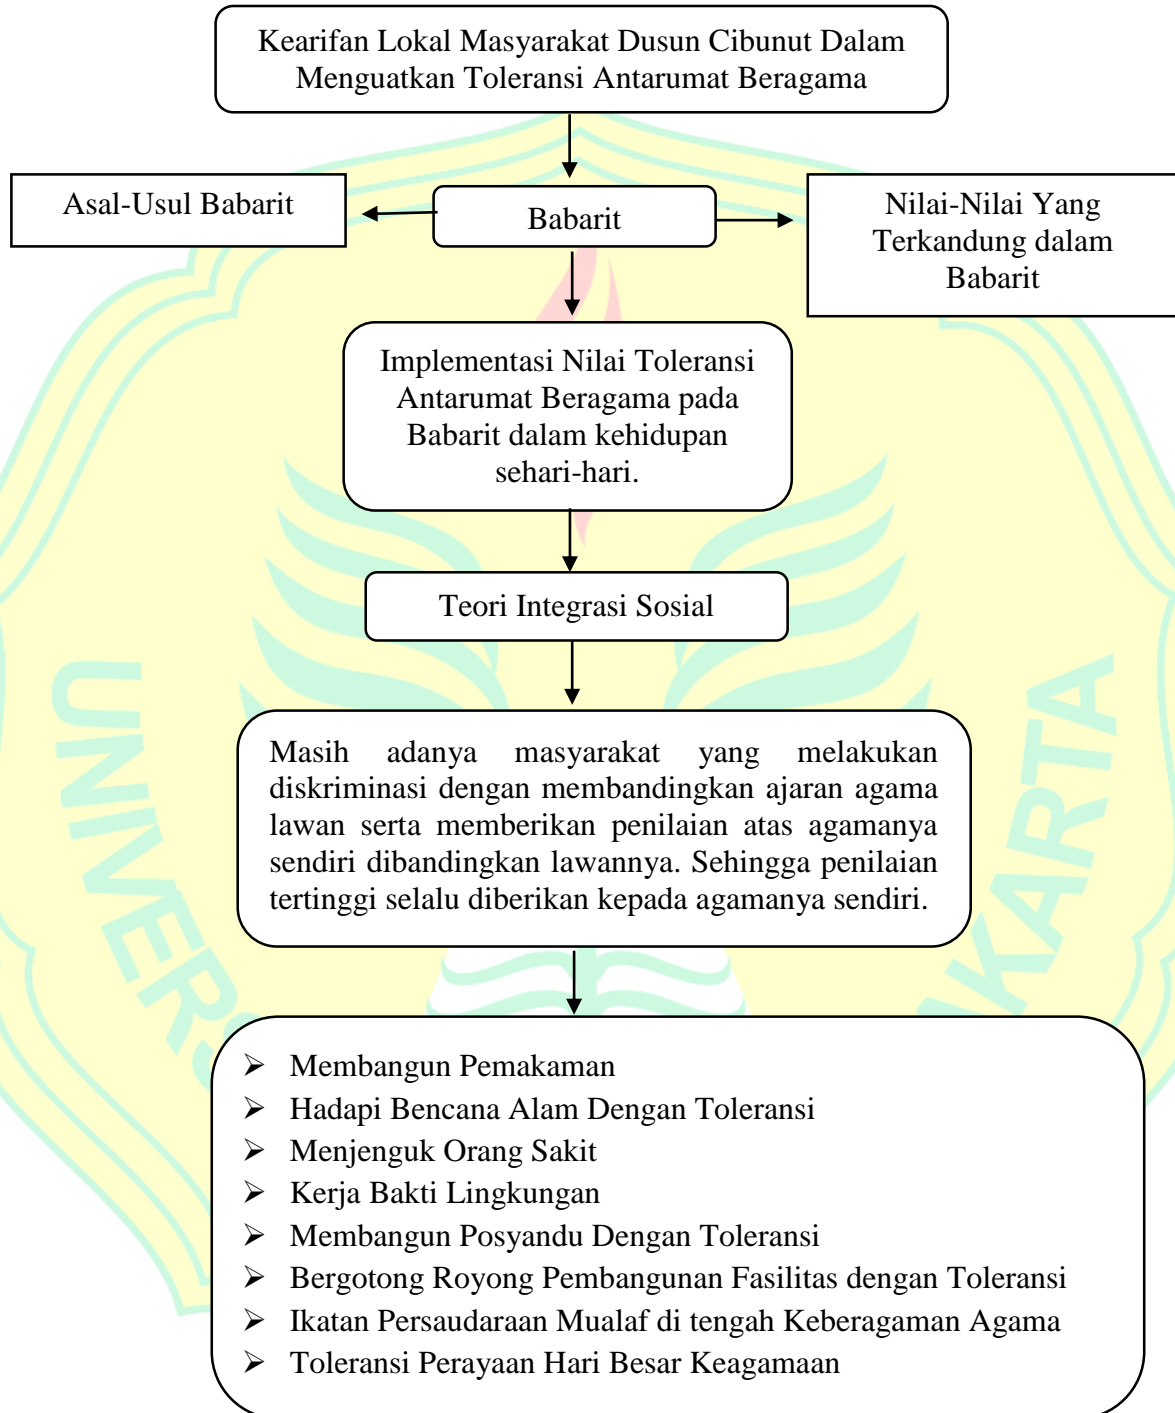 Kearifan Lokal Masyarakat Dusun Cibunut Dalam
Menguatkan Toleransi Antarumat Beragama
Asal-Usul Babarit
Babarit
Nilai-Nilai Yang
Terkandung dalam
Babarit
Implementasi Nilai Toleransi
Antarumat Beragama pada
Babarit dalam kehidupan
sehari-hari.
Teori Integrasi Sosial
Masih adanya masyarakat yang melakukan
diskriminasi dengan membandingkan ajaran agama
lawan serta memberikan penilaian atas agamanya
sendiri dibandingkan lawannya. Sehingga penilaian
tertinggi selalu diberikan kepada agamanya sendiri.
➢ Membangun Pemakaman
➢ Hadapi Bencana Alam Dengan Toleransi
➢ Menjenguk Orang Sakit
➢ Kerja Bakti Lingkungan
➢ Membangun Posyandu Dengan Toleransi
➢ Bergotong Royong Pembangunan Fasilitas dengan Toleransi
➢ Ikatan Persaudaraan Mualaf di tengah Keberagaman Agama
➢ Toleransi Perayaan Hari Besar Keagamaan
UNIVERS
AKARTA